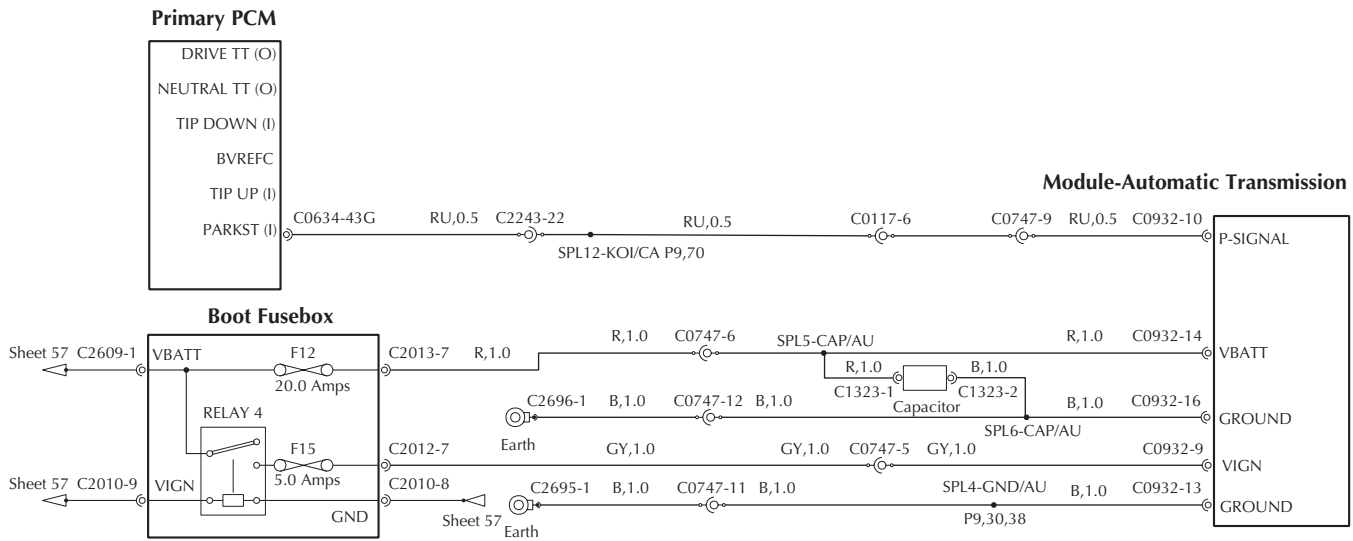 Primary PCM
DRIVE TT (O)
NEUTRAL TT (O)
TIP DOWN (I)
BVREFC
TIP UP (I)
PARKST (I)
C0634-43G
RU,0.5
C2243-22
RU,0.5
SPL12-KOI/CA P9,70
C0117-6
C0747-9
RU,0.5
C0932-10
Module-Automatic Transmission
P-SIGNAL
Boot Fusebox
Sheet 57
C2609-1
VBATT
F12
20.0 Amps
C2013-7
R,1.0
R,1.0
C0747-6
SPL5-CAP/AU
R,1.0
C0932-14
VBATT
R,1.0
B,1.0
C1323-1
C1323-2
Capacitor
RELAY 4
C2696-1
B,1.0
C0747-12
B,1.0
B,1.0
C0932-16
GROUND
Earth
SPL6-CAP/AU
F15
5.0 Amps
C2012-7
GY,1.0
GY,1.0
C0747-5
GY,1.0
C0932-9
VIGN
Sheet 57
C2010-9
VIGN
GND
C2010-8
Sheet 57
C2695-1
B,1.0
C0747-11
B,1.0
SPL4-GND/AU
B,1.0
C0932-13
GROUND
Earth
P9,30,38